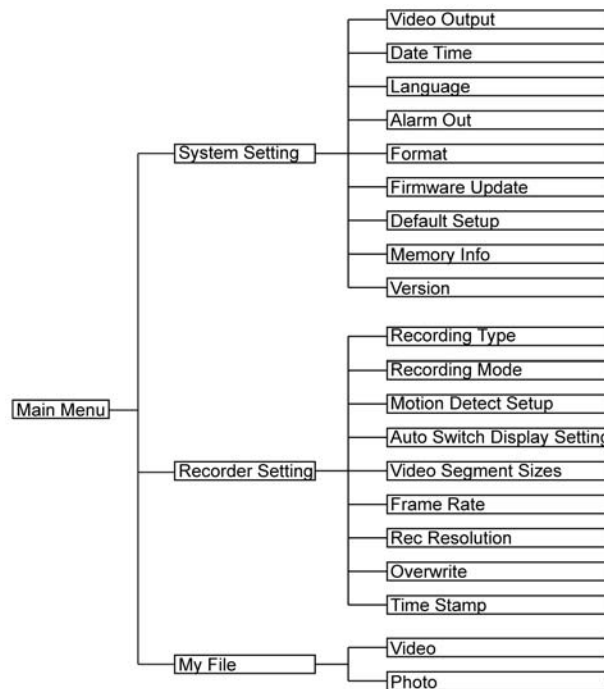 Main Menu
System Setting
Video Output
Date Time
Language
Alarm Out
Format
Firmware Update
Default Setup
Memory Info
Version
Recorder Setting
Recording Type
Recording Mode
Motion Detect Setup
Auto Switch Display Setting
Video Segment Sizes
Frame Rate
Rec Resolution
Overwrite
Time Stamp
My File
Video
Photo